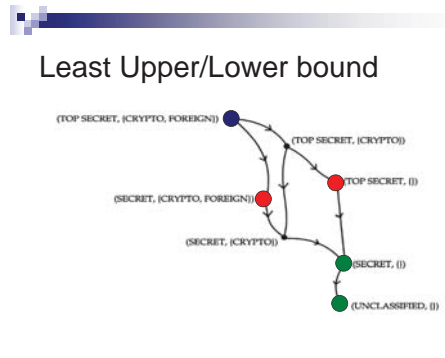 Least Upper/Lower bound
(TOP SECRET, {CRYPTO, FOREIGN})
(TOP SECRET, {CRYPTO})
(TOP SECRET, {})
(SECRET, {CRYPTO, FOREIGN})
(SECRET, {CRYPTO})
(SECRET, {})
(UNCLASSIFIED, {})